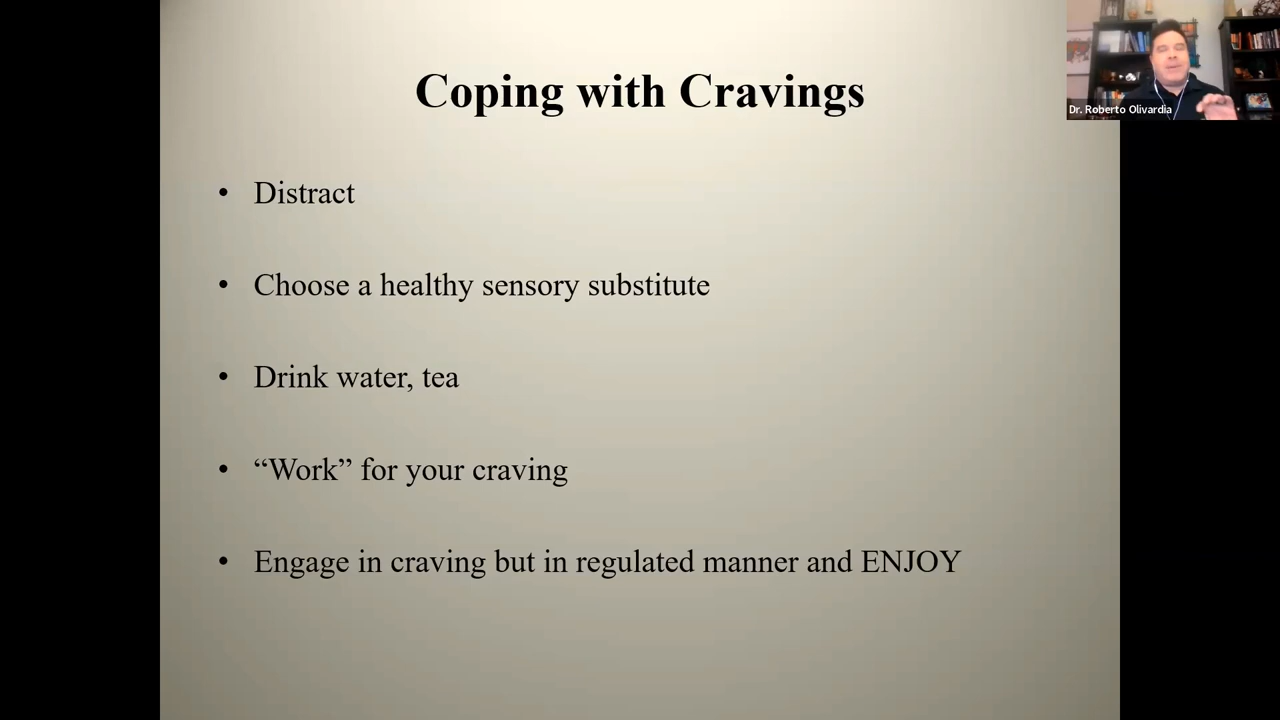 Coping with Cravings
Dr. Roberto Olivardia
• Distract
• Choose a healthy sensory substitute
• Drink water, tea
• “Work” for your craving
• Engage in craving but in regulated manner and ENJOY